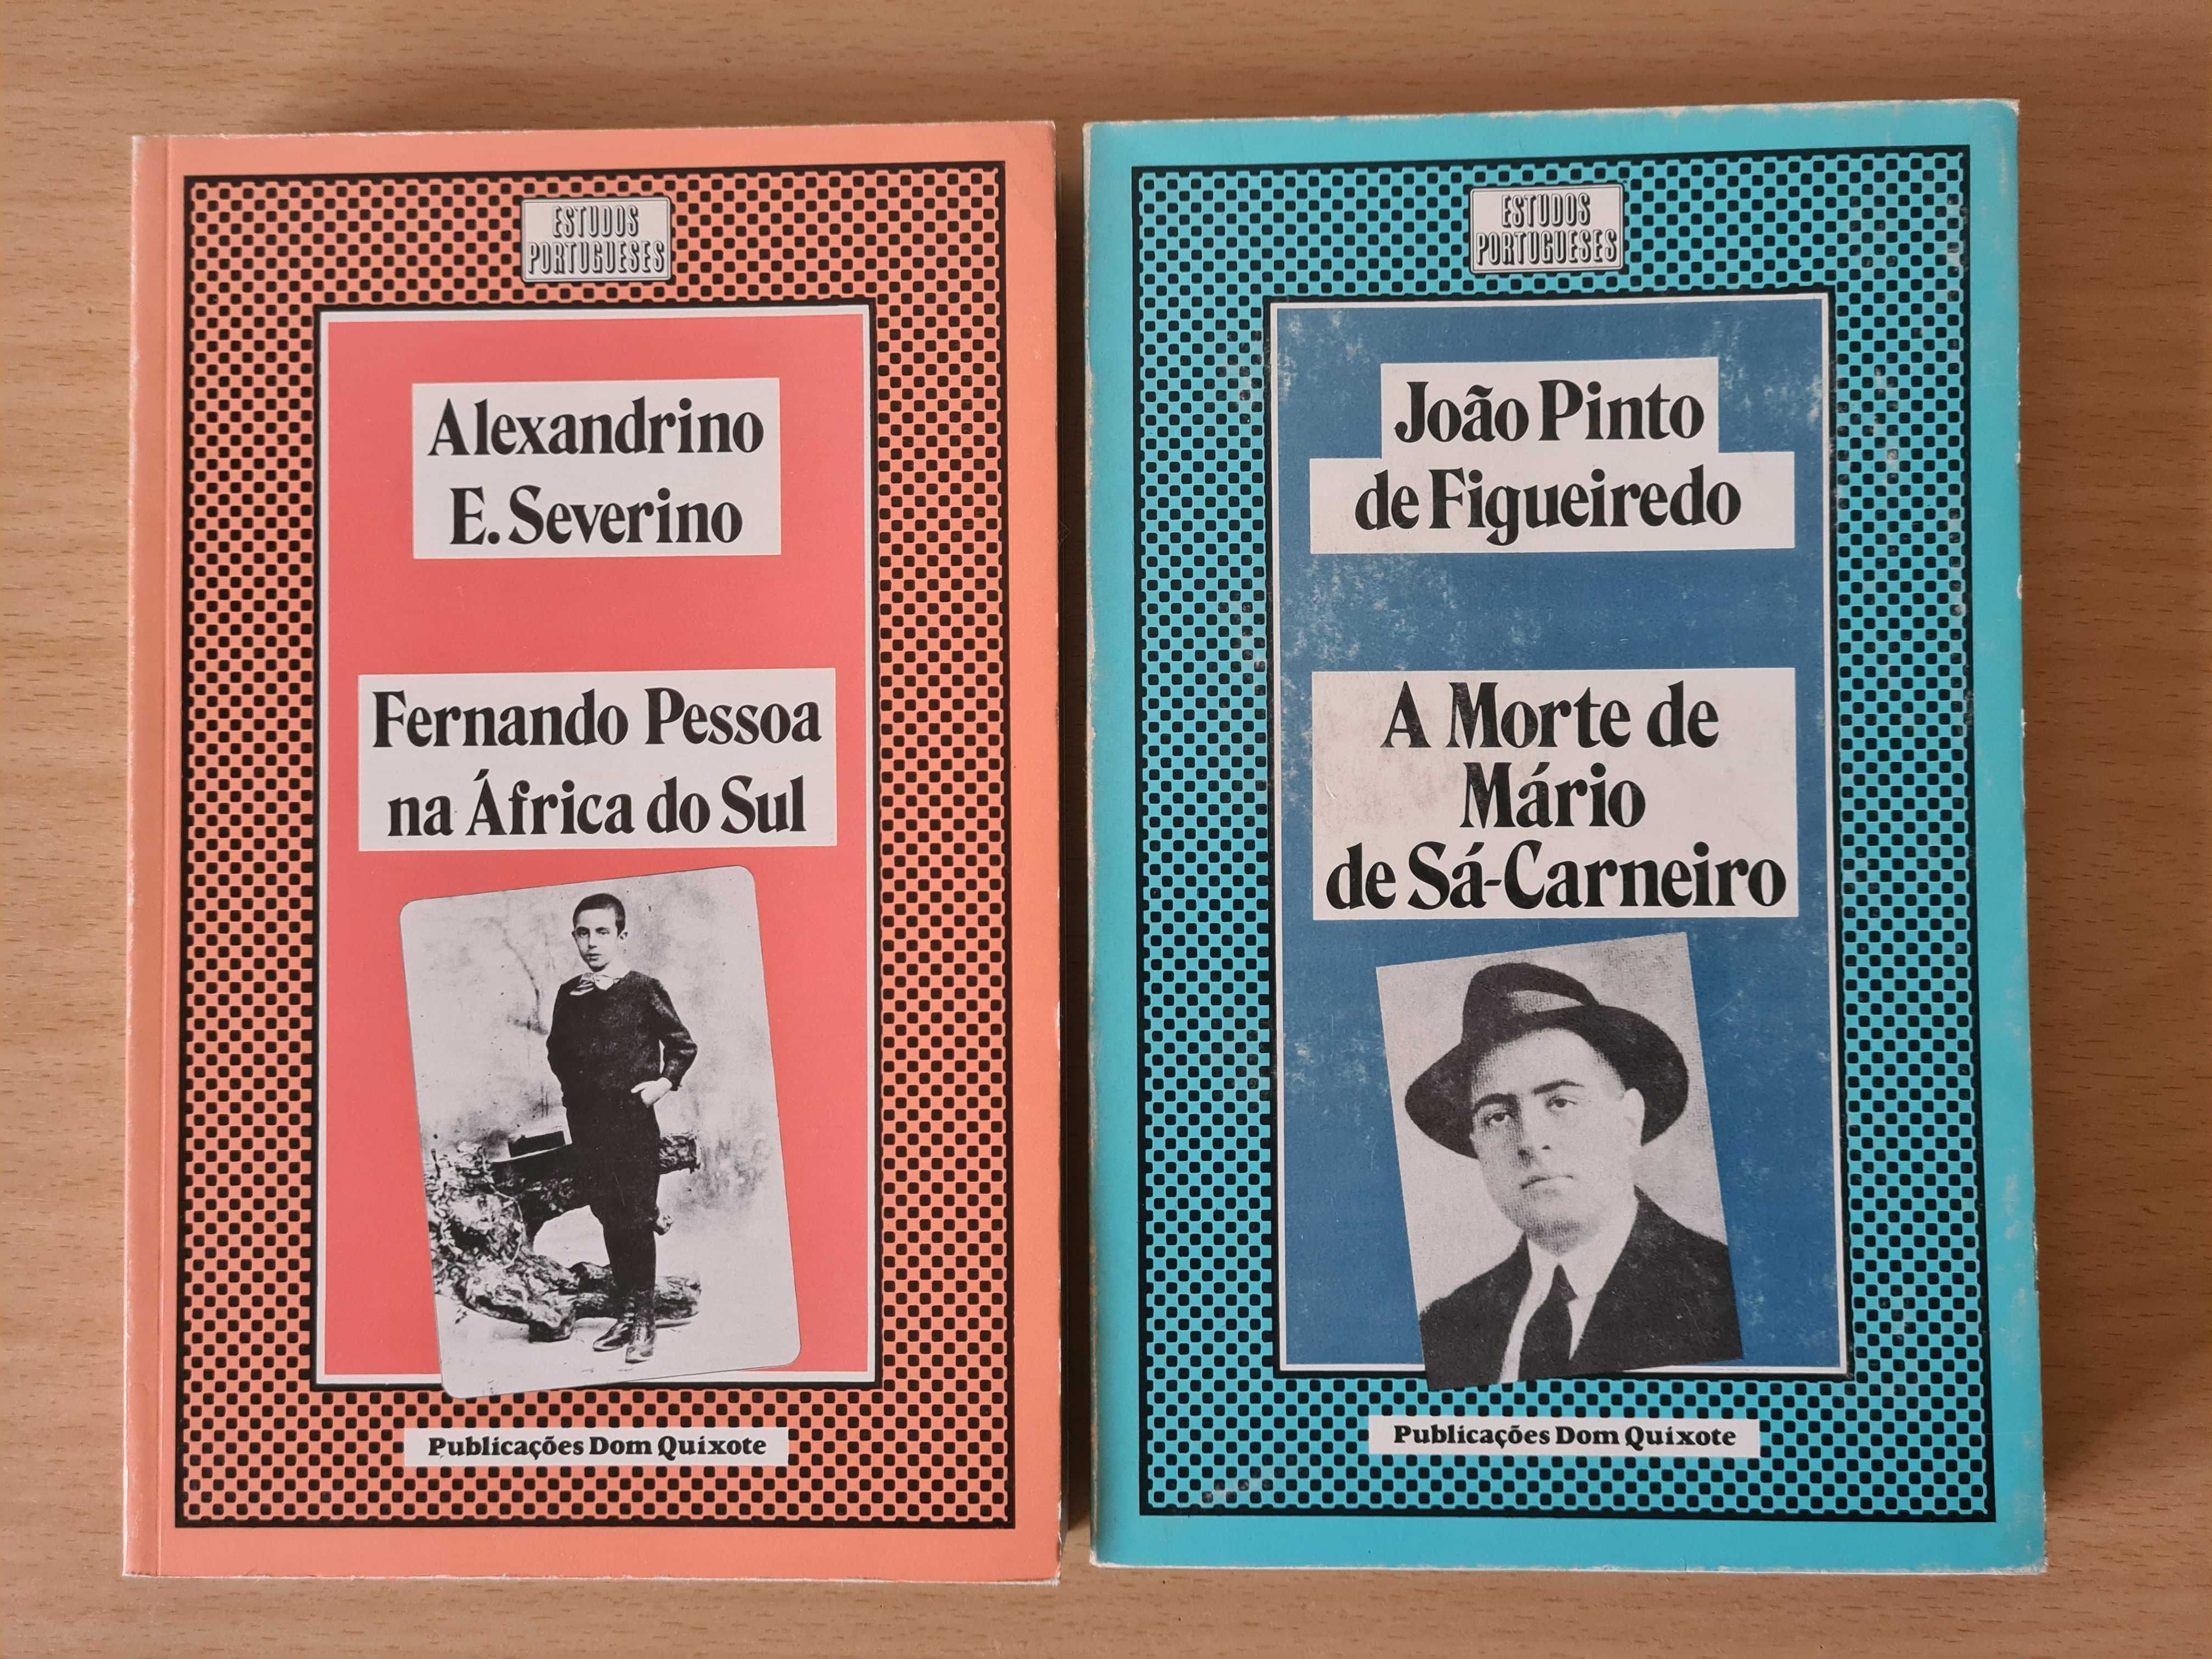 ESTUDOS
PORTUGUESES
Alexandrino
E. Severino
Fernando Pessoa
na África do Sul
Publicações Dom Quixote
ESTUDOS
PORTUGUESES
João Pinto
de Figueiredo
A Morte de
Mário
de Sá-Carneiro
Publicações Dom Quixote